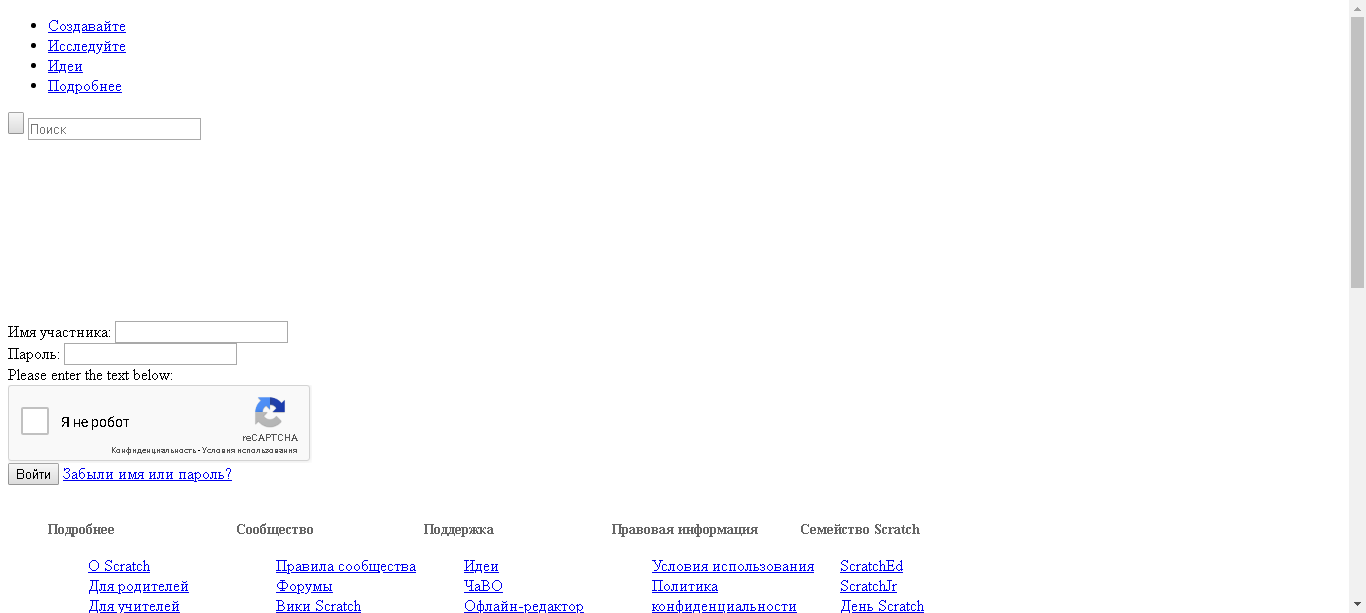 Создавайте
Исследуйте
Идеи
Подробнее
Поиск
Имя участника:
Пароль:
Please enter the text below:
Я не робот
reCAPTCHA
Конфиденциальность - Условия использования
Войти Забыли имя или пароль?
Подробнее Сообщество Поддержка Правовая информация Семейство Scratch
О Scratch Правила сообщества Идеи Условия использования ScratchEd
Для родителей Форумы ЧаВО Политика ScratchJr
Для учителей Вики Scratch Офлайн-редактор конфиденциальности День Scratch